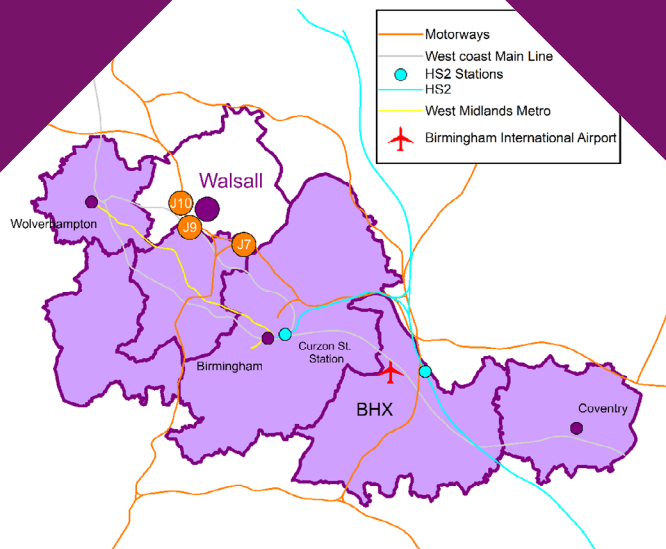 Motorways
West coast Main Line
HS2 Stations
HS2
West Midlands Metro
Birmingham International Airport
Walsall
J10
Wolverhampton
J9
J7
Curzon St.
Station
Birmingham
BHX
Coventry